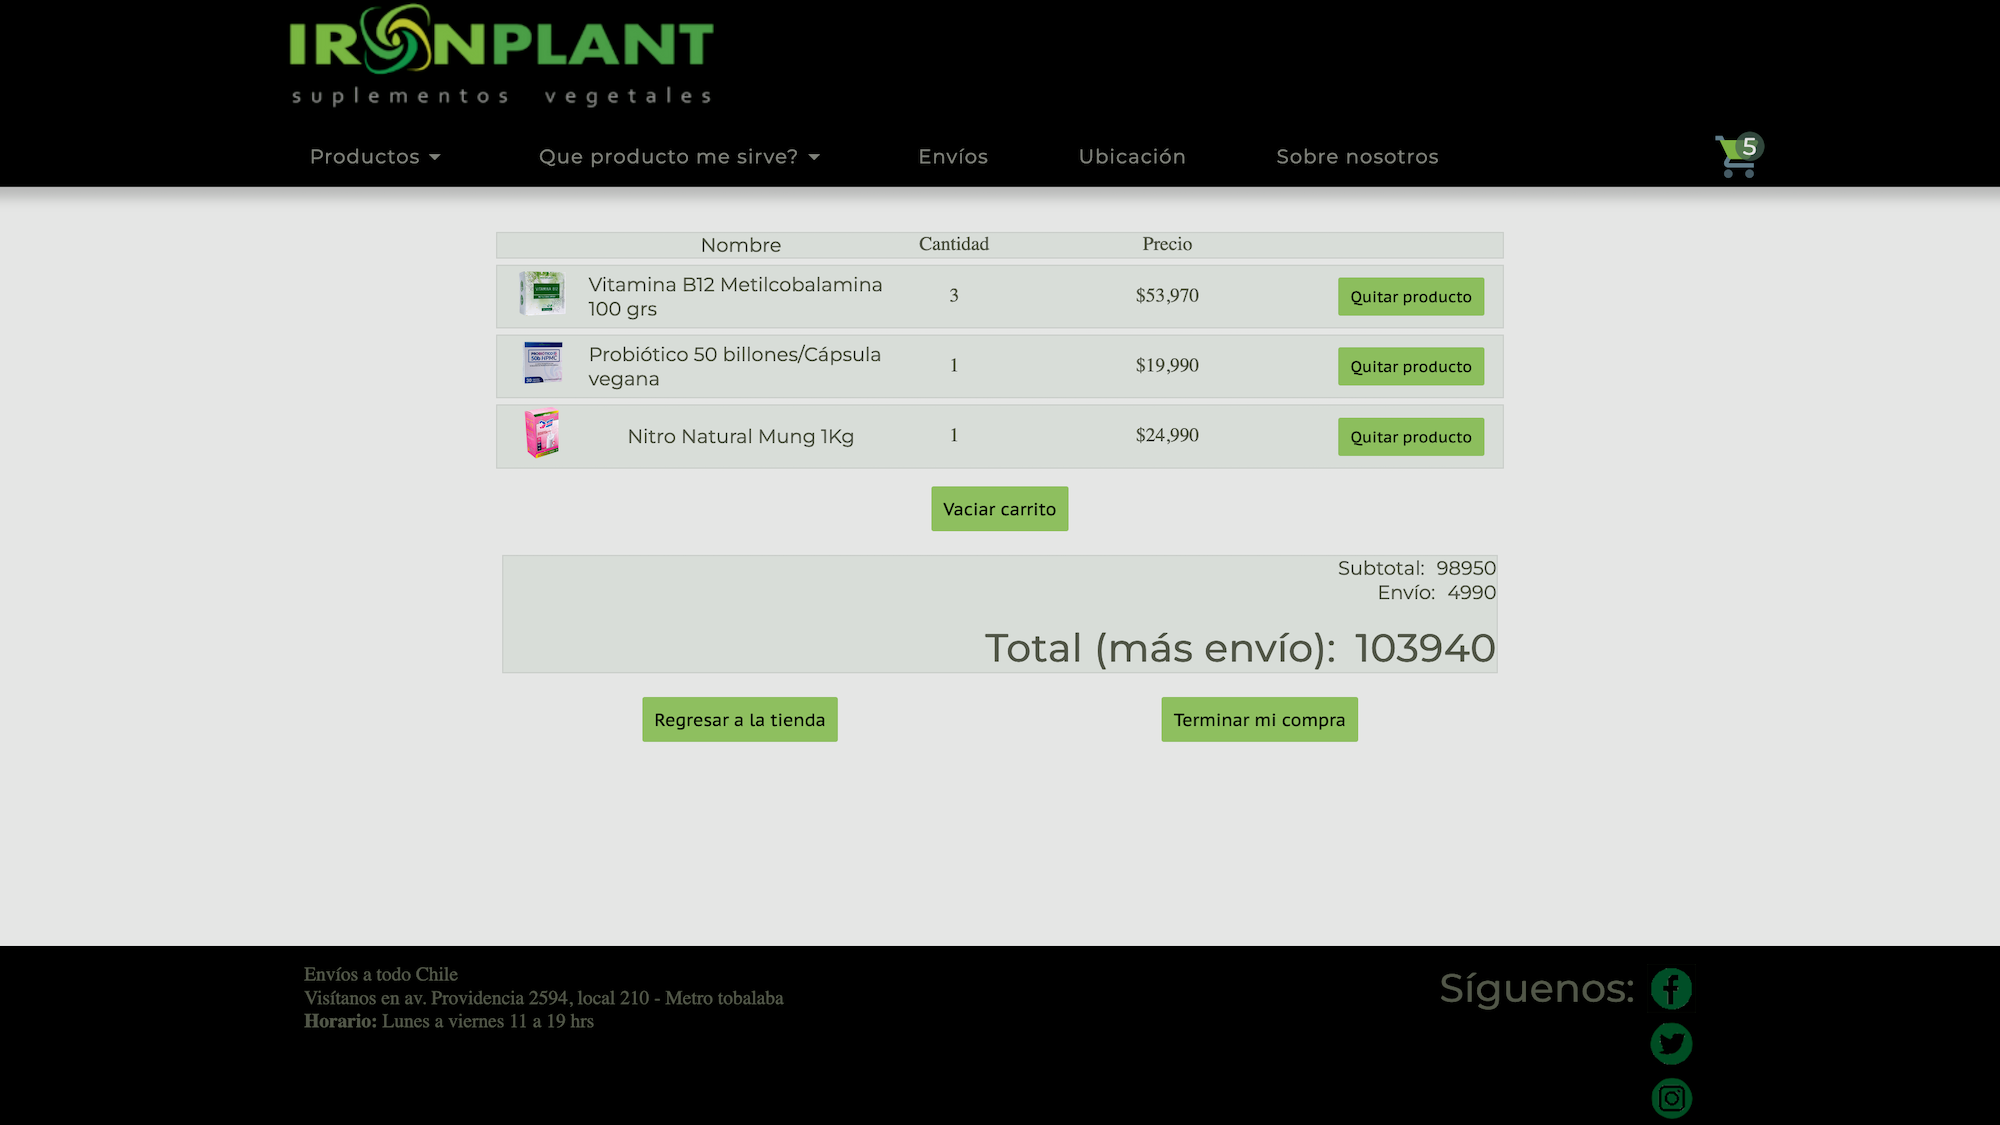 IRONPLANT
suplementos vegetales
Productos
Que producto me sirve?
Envíos
Ubicación
Sobre nosotros
5
Nombre Cantidad Precio
Vitamina B12 Metilcobalamina
100 grs
3 $53,970 Quitar producto
Probiótico 50 billones/Cápsula
vegana
1 $19,990 Quitar producto
Nitro Natural Mung 1Kg 1 $24,990 Quitar producto
Vaciar carrito
Subtotal: 98950
Envío: 4990
Total (más envío): 103940
Regresar a la tienda
Terminar mi compra
Envíos a todo Chile
Visítanos en av. Providencia 2594, local 210 - Metro tobalaba
Horario: Lunes a viernes 11 a 19 hrs
Síguenos: